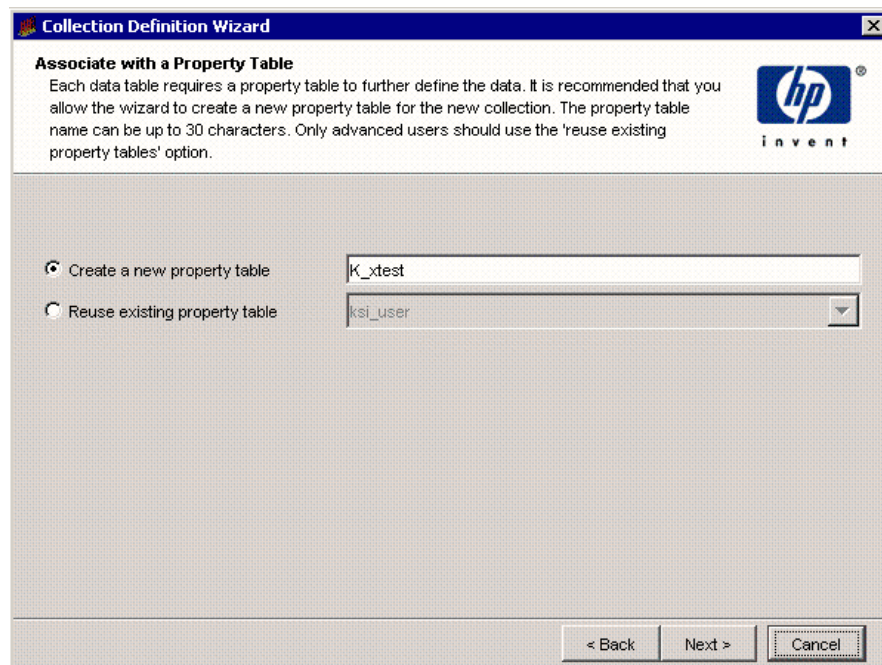 Collection Definition Wizard
Associate with a Property Table
Each data table requires a property table to further define the data. It is recommended that you
allow the wizard to create a new property table for the new collection. The property table
name can be up to 30 characters. Only advanced users should use the 'reuse existing
property tables' option.
hp ®
invent
Create a new property table K_xtest
Reuse existing property table ksi_user
< Back Next > Cancel